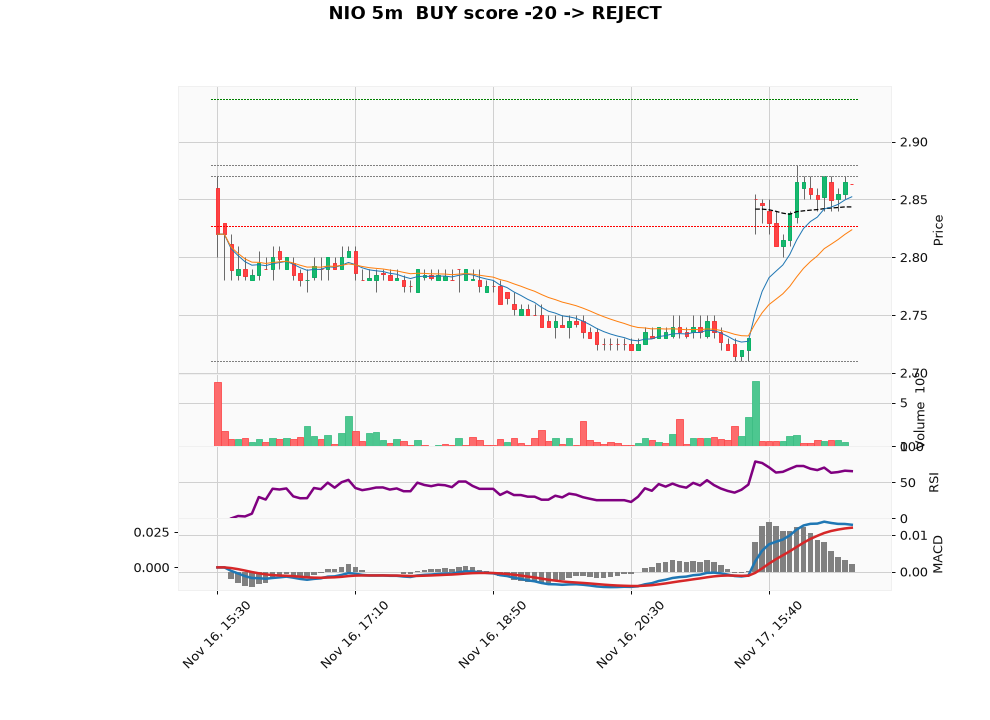 NIO 5m  BUY score -20 -> REJECT
2.90
2.85
2.80
2.75
2.70
Price
5
Volume
100
50
0
RSI
0.025
0.000
0.01
0.00
MACD
Nov 16, 15:30
Nov 16, 17:10
Nov 16, 18:50
Nov 16, 20:30
Nov 17, 15:40